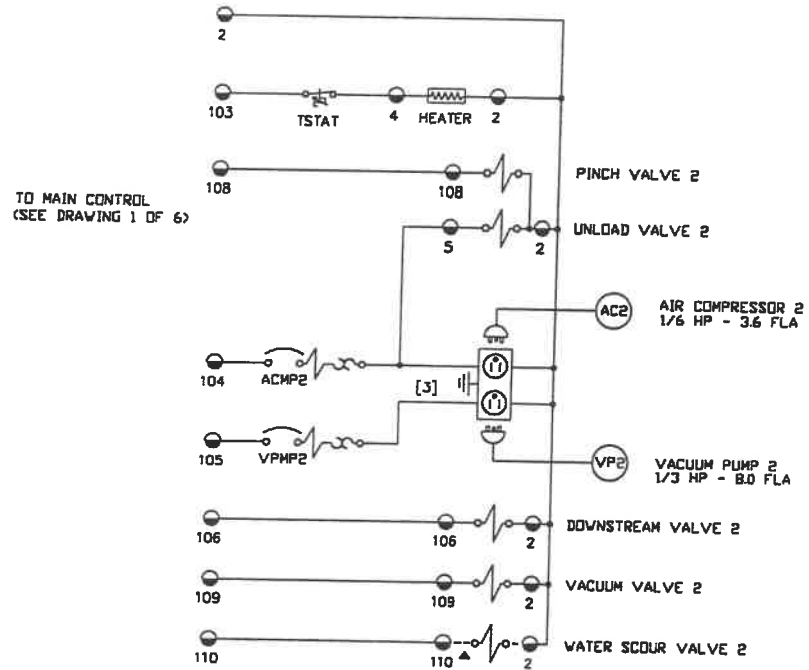 2
103
TSTAT
4
HEATER
2
108
108
PINCH VALVE 2
TO MAIN CONTROL
(SEE DRAWING 1 OF 6)
5
2
UNLOAD VALVE 2
AC2
AIR COMPRESSOR 2
1/6 HP - 3.6 FLA
104
ACMP2
[3]
105
VPMP2
VP2
VACUUM PUMP 2
1/3 HP - 8.0 FLA
106
106
2
DOWNSTREAM VALVE 2
109
109
2
VACUUM VALVE 2
110
110
2
WATER SCOUR VALVE 2